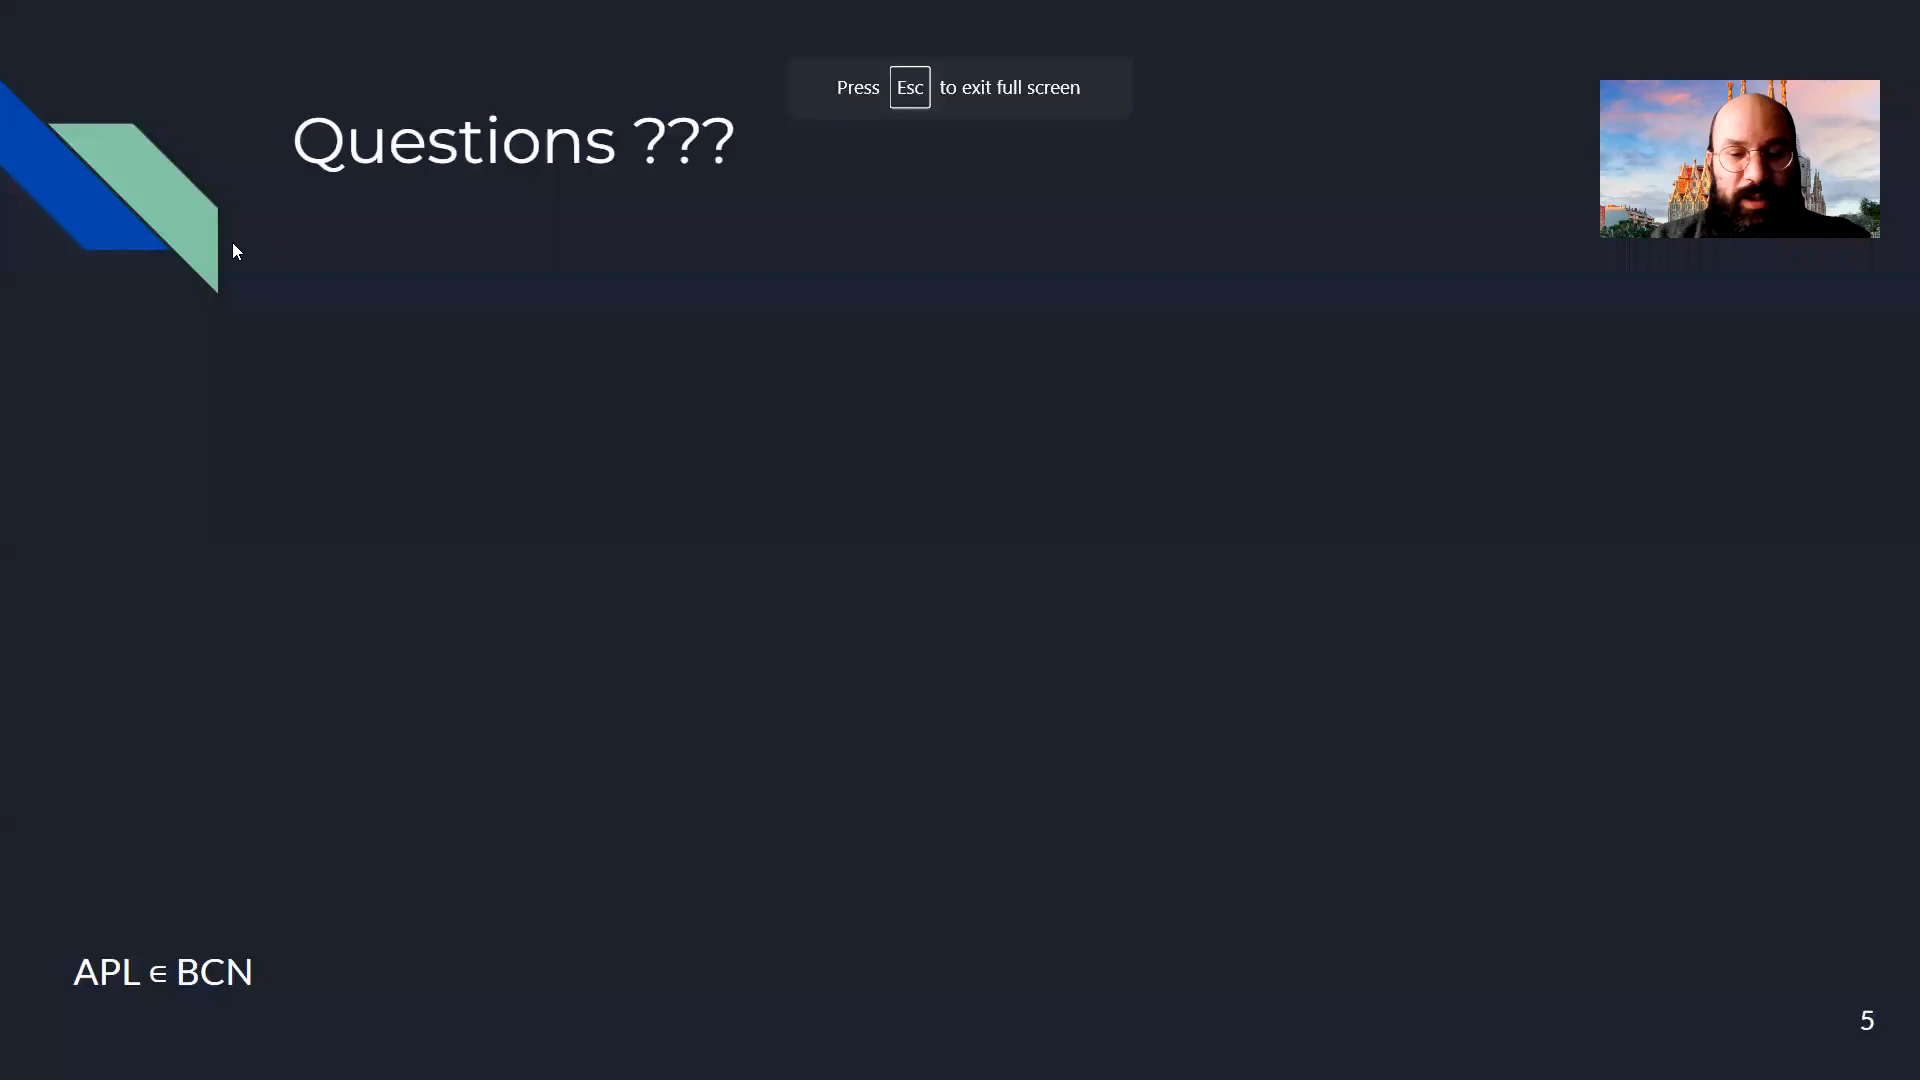 Press Esc to exit full screen
Questions ???
APL ∊ BCN
5